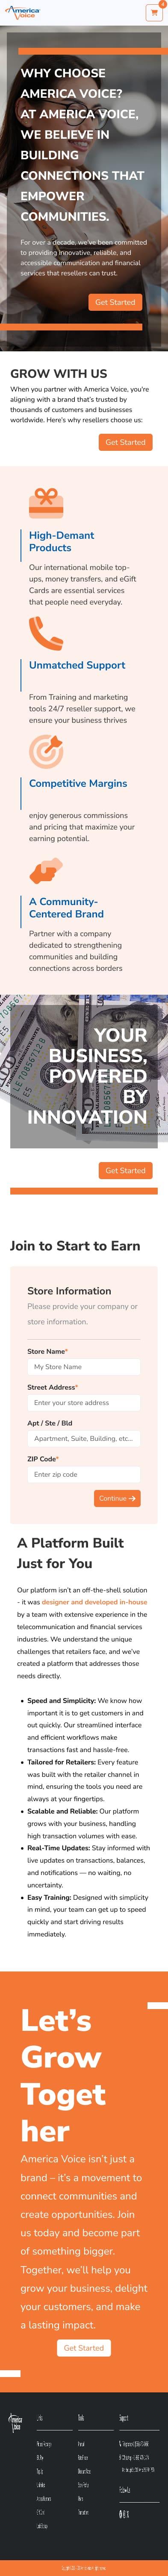 America
Voice
WHY CHOOSE
AMERICA VOICE?
AT AMERICA VOICE,
WE BELIEVE IN
BUILDING
CONNECTIONS THAT
EMPOWER
COMMUNITIES.
For over a decade, we've been committed
to providing innovative, reliable, and
accessible communication and financial
services that resellers can trust.
Get Started
GROW WITH US
When you partner with America Voice, you're
aligning with a brand that's trusted by
thousands of customers and businesses
worldwide. Here's why resellers choose us:
Get Started
High-Demand
Products
Our international mobile top-
ups, money transfers, and eGift
Cards are essential services
that people need everyday.
Unmatched Support
From Training and marketing
tools 24/7 reseller support, we
ensure your business thrives
Competitive Margins
enjoy generous commissions
and pricing that maximize your
earning potential.
A Community-
Centered Brand
Partner with a company
dedicated to strengthening
communities and building
connections across borders
YOUR
BUSINESS,
POWERED
BY
INNOVATION
Get Started
Join to Start to Earn
Store Information
Please provide your company or
store information.
Store Name*
My Store Name
Street Address*
Enter your store address
Apt / Ste / Bld
Apartment, Suite, Building, etc...
ZIP Code*
Enter zip code
Continue →
A Platform Built
Just for You
Our platform isn't an off-the-shell solution
- it was designer and developed in-house
by a team with extensive experience in the
telecommunication and financial services
industries. We understand the unique
challenges that retailers face, and we've
created a platform that addresses those
needs directly.
• Speed and Simplicity: We know how
important it is to get customers in and
out quickly. Our streamlined interface
and efficient workflows make
transactions fast and hassle-free.
• Tailored for Retailers: Every feature
was built with the retailer channel in
mind, ensuring the tools you need are
always at your fingertips.
• Scalable and Reliable: Our platform
grows with your business, handling
high transaction volumes with ease.
• Real-Time Updates: Stay informed with
live updates on transactions, balances,
and notifications — no waiting, no
uncertainty.
• Easy Training: Designed with simplicity
in mind, your team can get up to speed
quickly and start driving results
immediately.
Let's
Grow
Toget
her
America Voice isn't just a
brand – it's a movement to
connect communities and
create opportunities. Join
us today and become part
of something bigger.
Together, we'll help you
grow your business, delight
your customers, and make
a lasting impact.
Get Started
America
Voice
Support